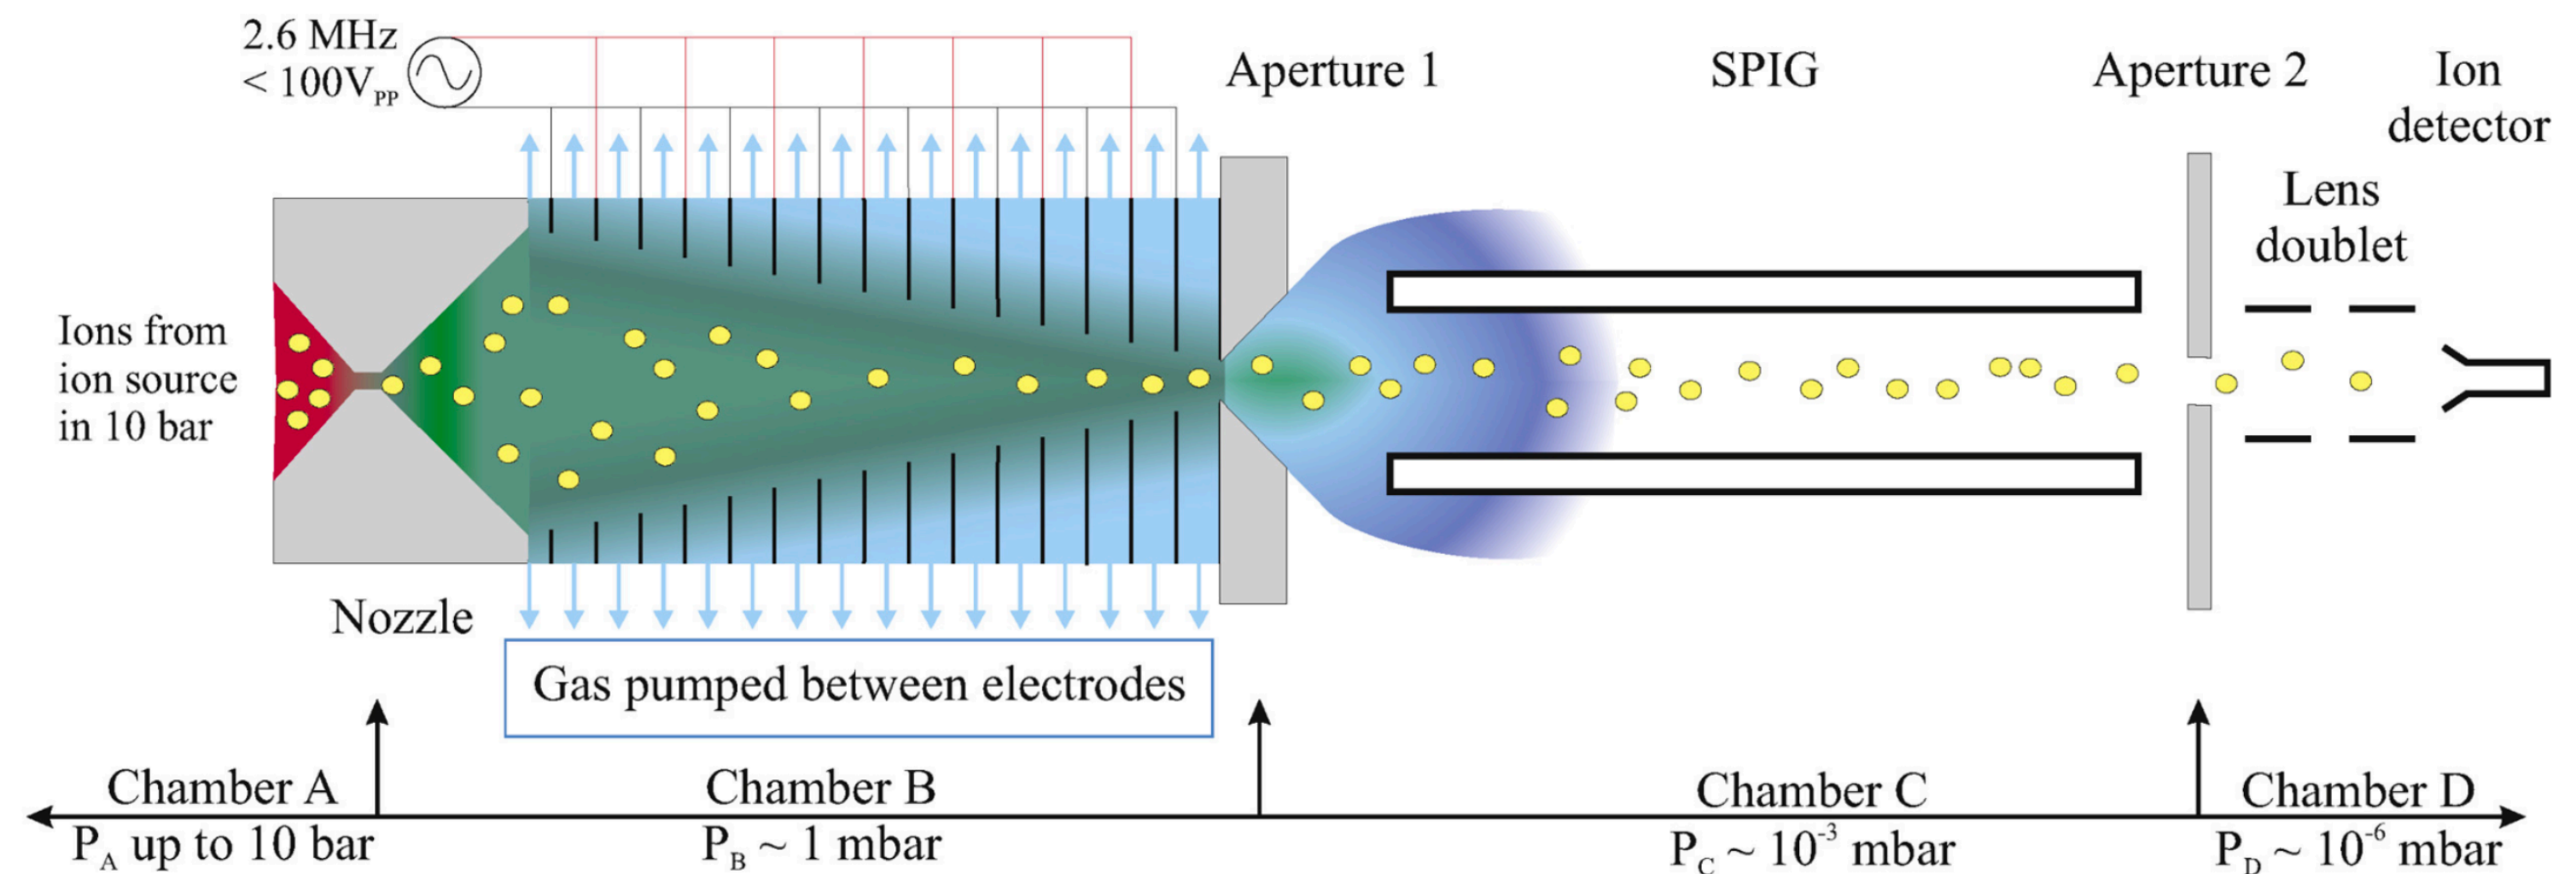 2.6 MHz
< 100V_PP
Aperture 1
SPIG
Aperture 2
Ion
detector
Lens
doublet
Ions from
ion source
in 10 bar
Nozzle
Gas pumped between electrodes
Chamber A
Chamber B
Chamber C
Chamber D
P_A up to 10 bar
P_B ~ 1 mbar
P_C ~ 10^-3 mbar
P_D ~ 10^-6 mbar